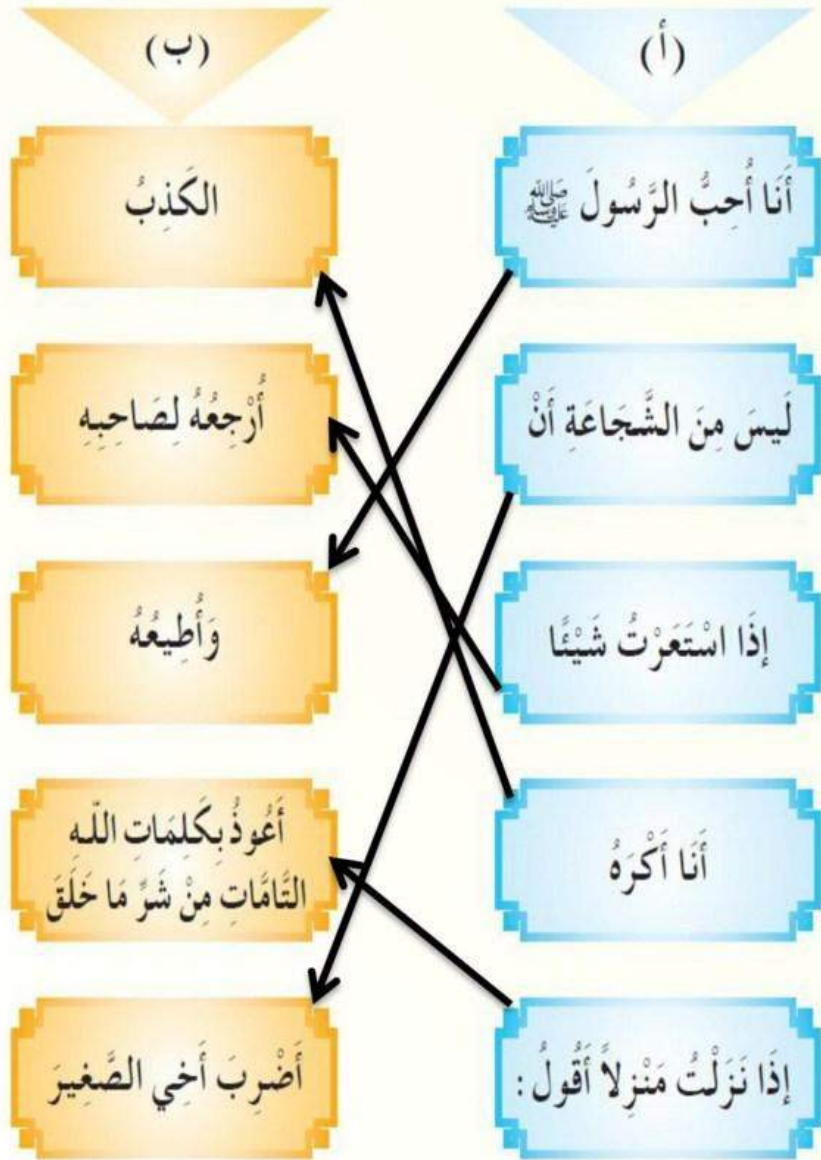 (أ)
أَنَا أُحِبُّ الرَّسُولَ ﷺ
لَيسَ مِنَ الشَّجَاعَةِ أَنْ
إِذَا اسْتَعَرْتُ شَيْئًا
أَنَا أَكْرَهُ
إِذَا نَزَلْتُ مَنْزِلاً أَقُولُ :
(ب)
الكَذِبُ
أُرْجِعُهُ لِصَاحِبِهِ
وَأُطِيعُهُ
أَعُوذُ بِكَلِمَاتِ اللّهِ
التَّامَّاتِ مِنْ شَرِّ مَا خَلَقَ
أَضْرِبَ أَخِي الصَّغِيرَ